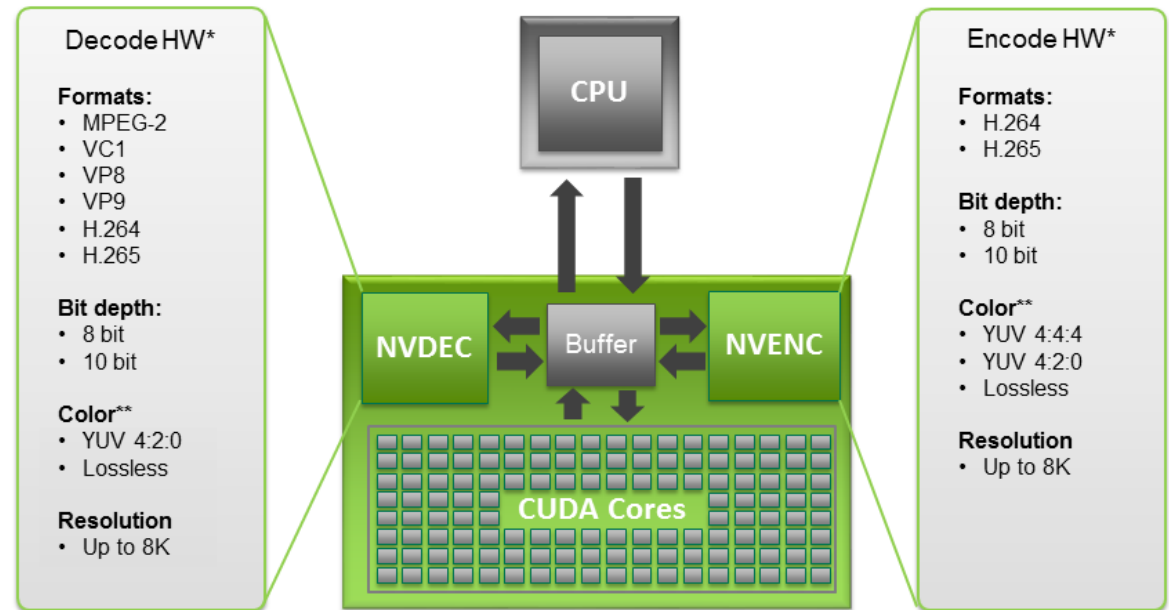 Decode HW*
Formats:
• MPEG-2
• VC1
• VP8
• VP9
• H.264
• H.265
Bit depth:
• 8 bit
• 10 bit
Color**
• YUV 4:2:0
• Lossless
Resolution
• Up to 8K
CPU
NVDEC
Buffer
NVENC
CUDA Cores
Encode HW*
Formats:
• H.264
• H.265
Bit depth:
• 8 bit
• 10 bit
Color**
• YUV 4:4:4
• YUV 4:2:0
• Lossless
Resolution
• Up to 8K